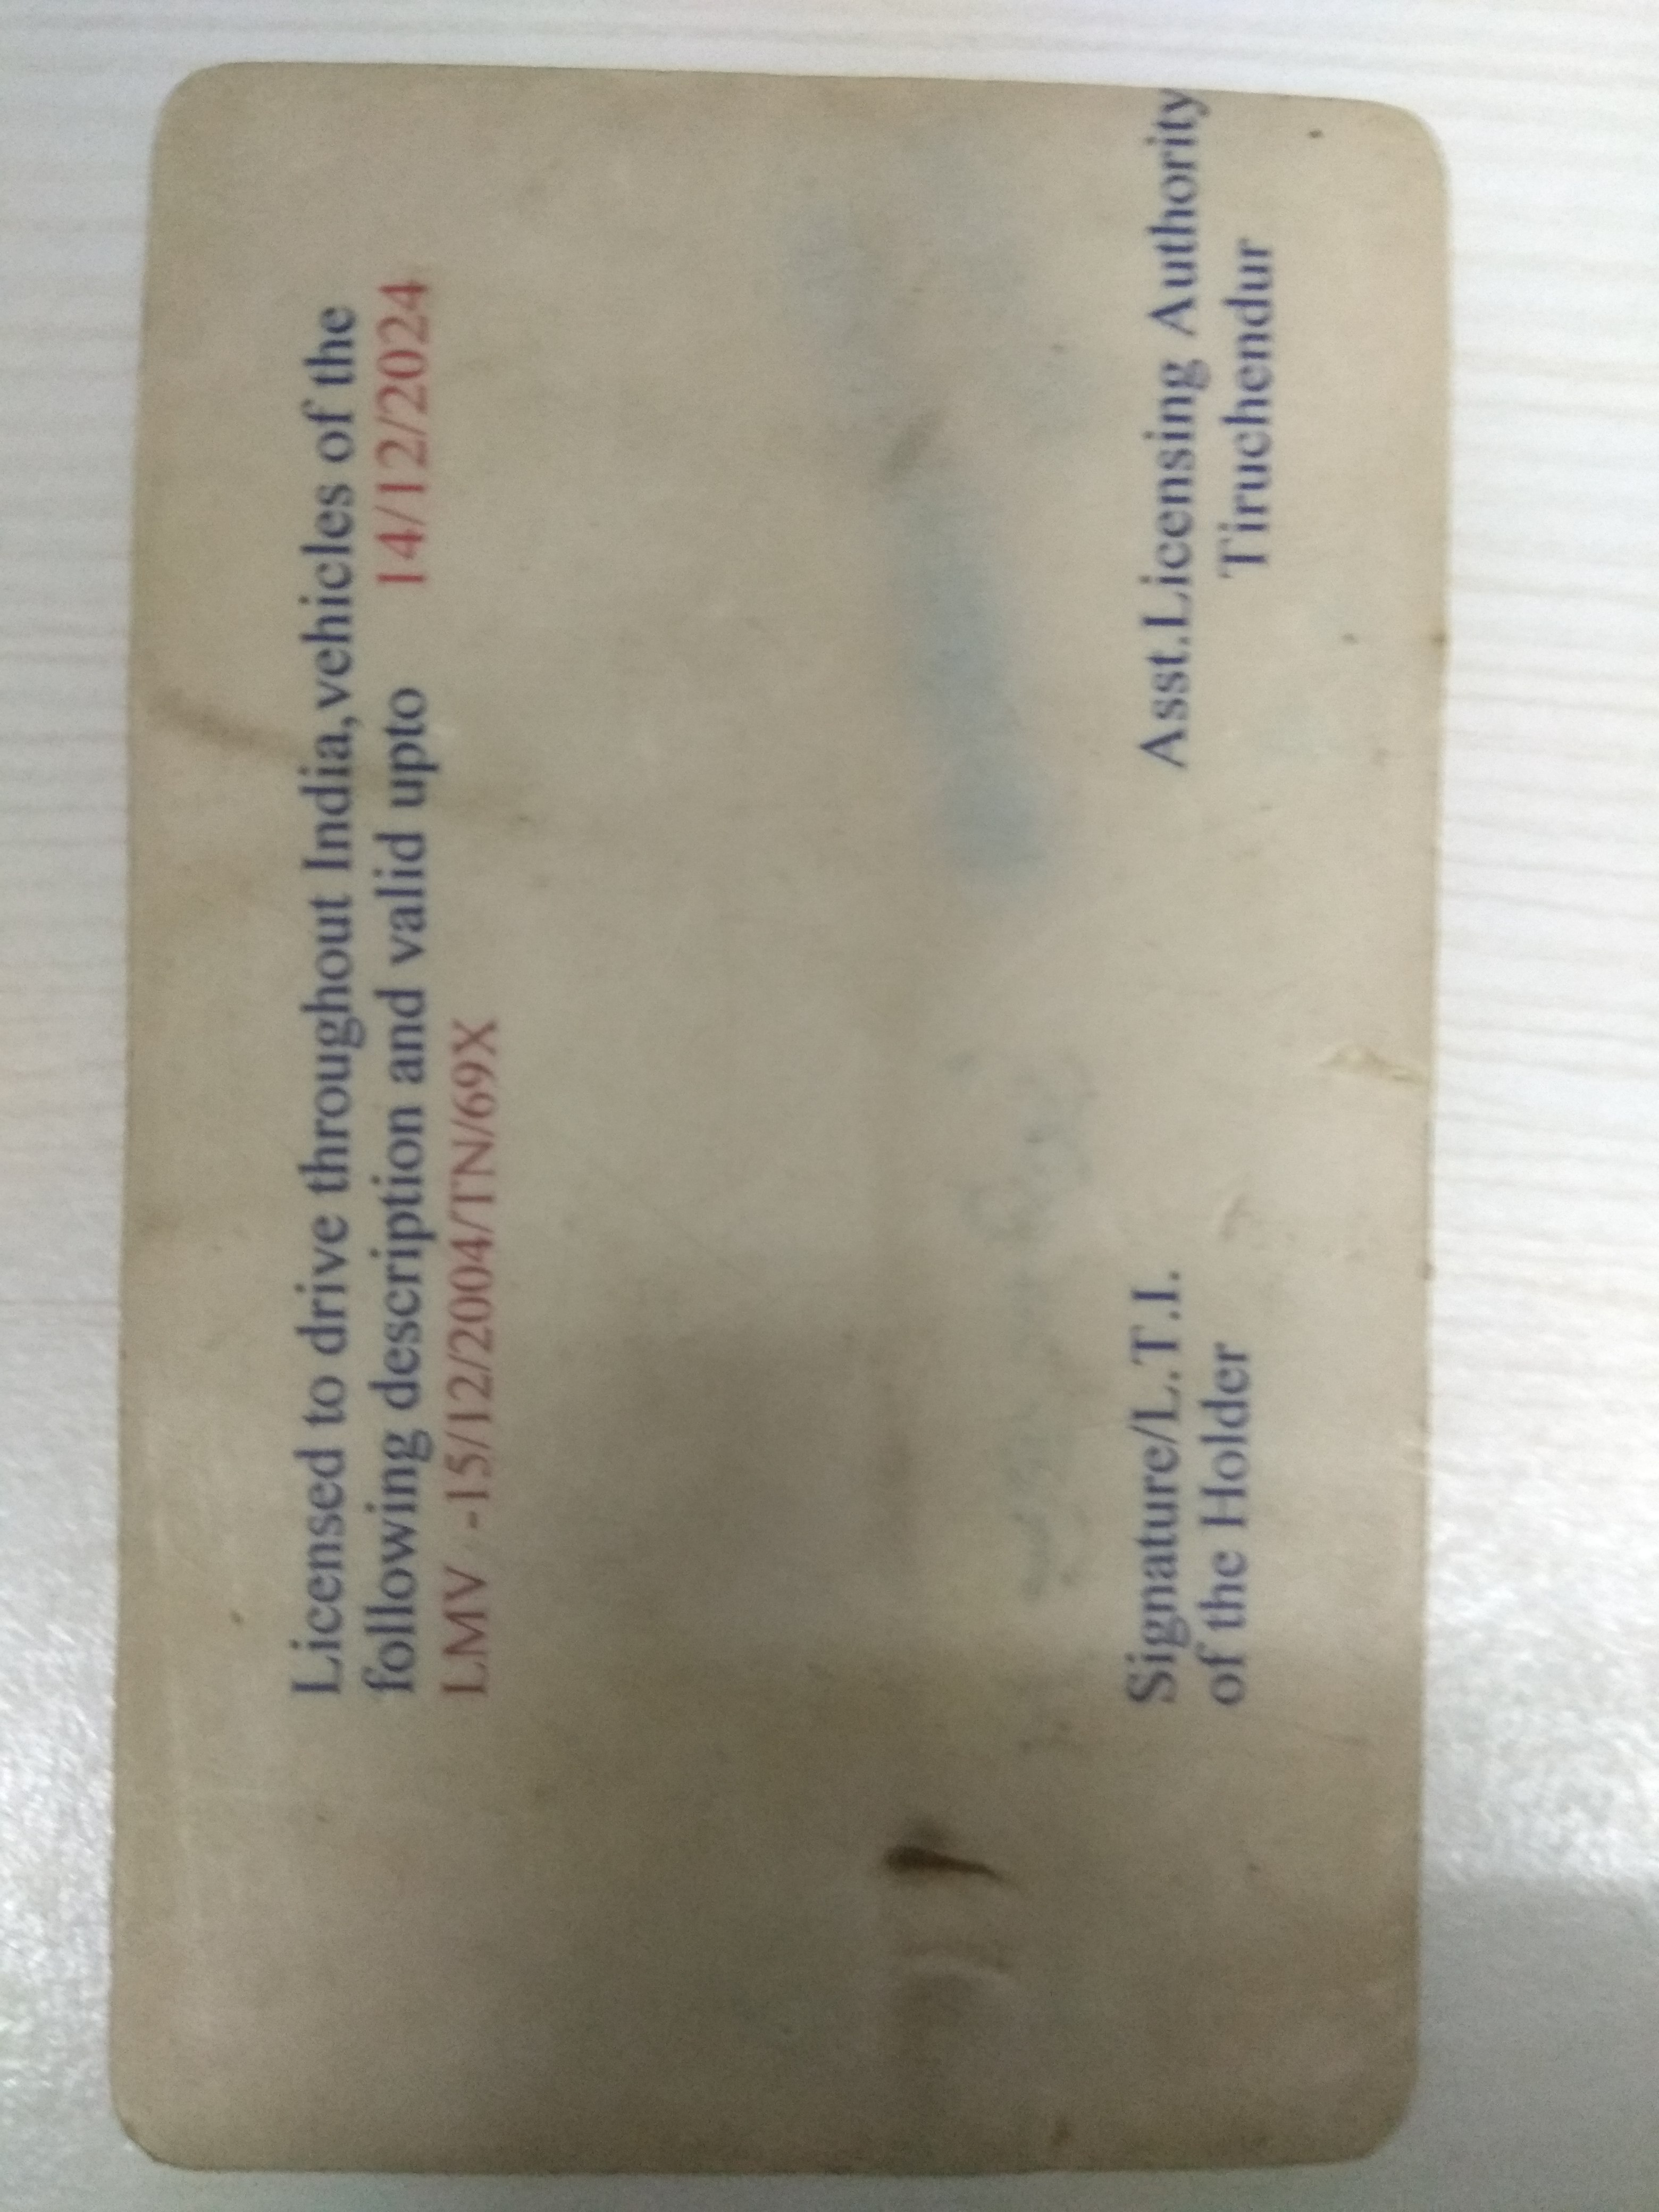 Licensed to drive throughout India,vehicles of the
following description and valid upto 14/12/2024
LMV -15/12/2004/TN/69X
Signature/L.T.I. Asst.Licensing Authority
of the Holder Tiruchendur